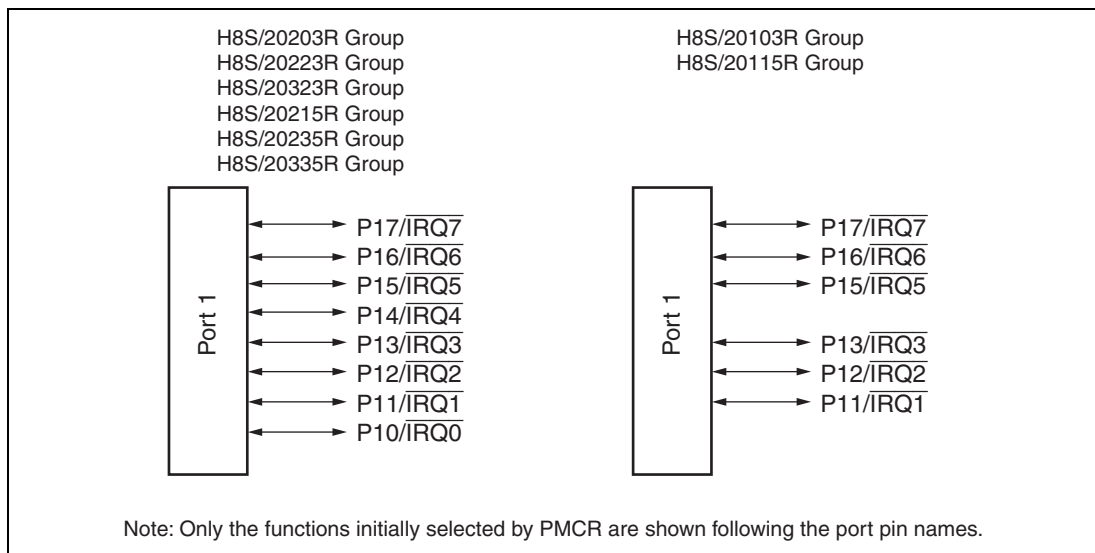 H8S/20203R Group
H8S/20223R Group
H8S/20323R Group
H8S/20215R Group
H8S/20235R Group
H8S/20335R Group
Port 1
P17/IRQ7
P16/IRQ6
P15/IRQ5
P14/IRQ4
P13/IRQ3
P12/IRQ2
P11/IRQ1
P10/IRQ0
H8S/20103R Group
H8S/20115R Group
Port 1
P17/IRQ7
P16/IRQ6
P15/IRQ5
P13/IRQ3
P12/IRQ2
P11/IRQ1
Note: Only the functions initially selected by PMCR are shown following the port pin names.